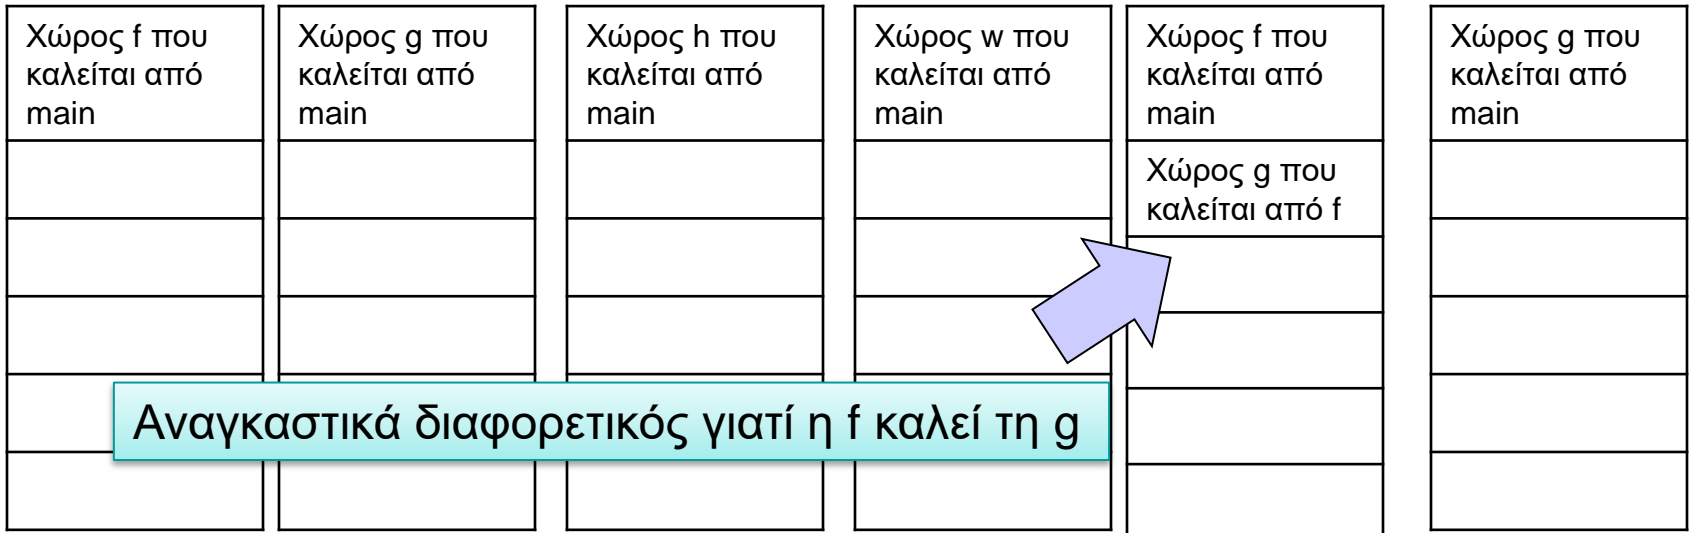 Χώρος f που
καλείται από
main
Χώρος g που
καλείται από
main
Χώρος h που
καλείται από
main
Χώρος w που
καλείται από
main
Χώρος f που
καλείται από
main
Χώρος g που
καλείται από f
Χώρος g που
καλείται από
main
Αναγκαστικά διαφορετικός γιατί η f καλεί τη g